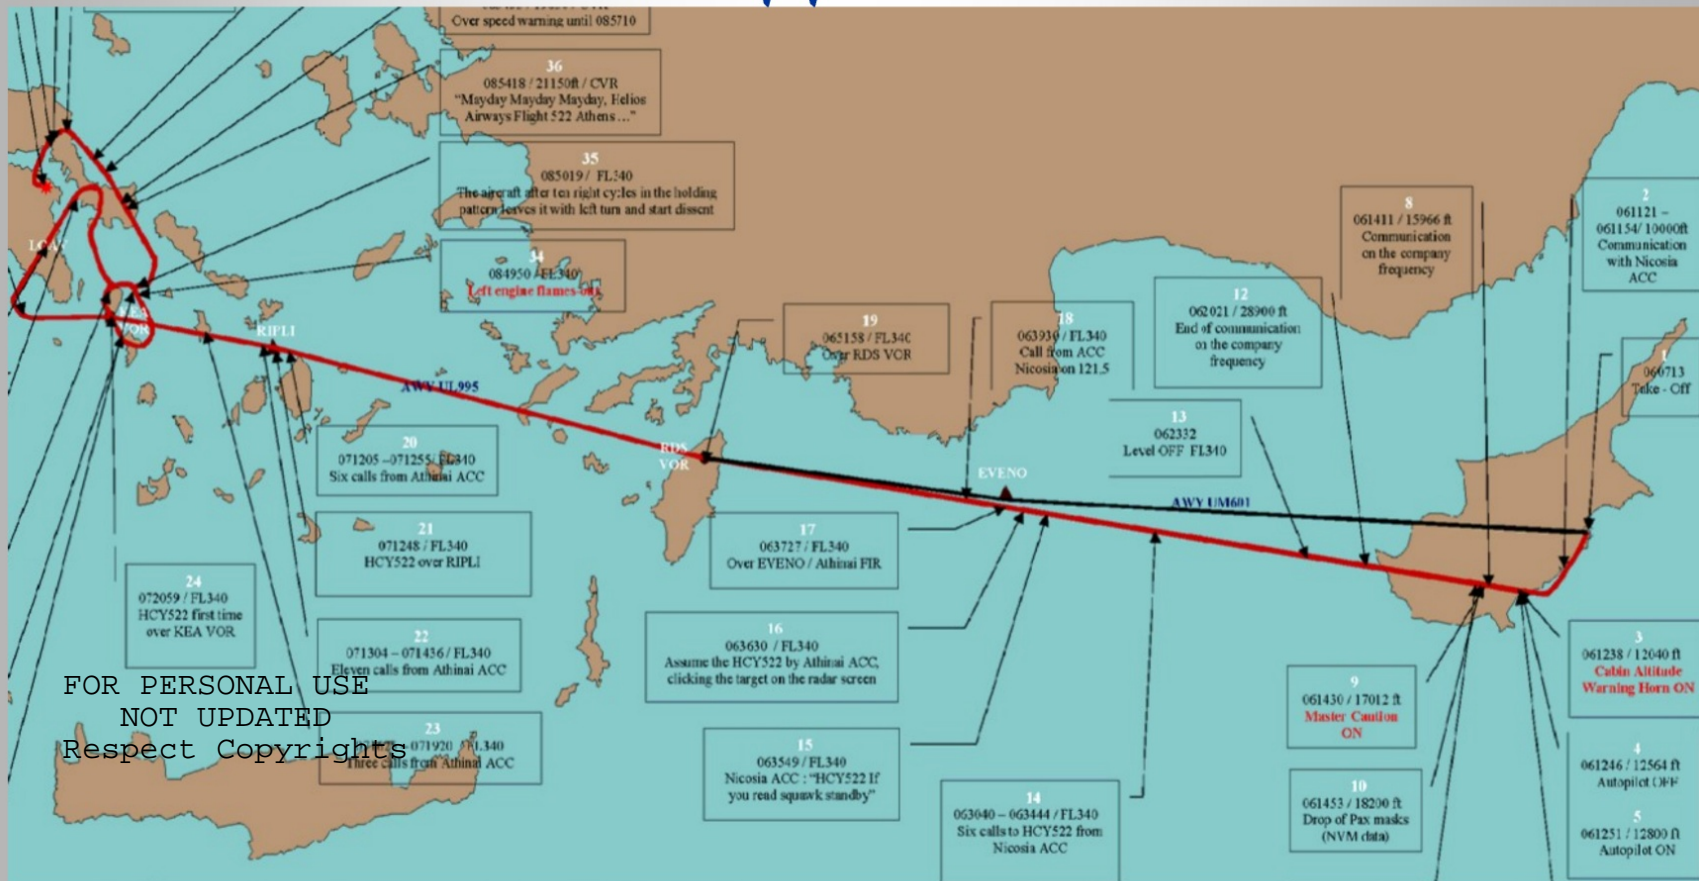 Over speed warning until 085710
36
085418 / 21150ft / CVR
“Mayday Mayday Mayday, Helios
Airways Flight 522 Athens ...”
35
085019 / FL340
The aircraft after ten right cycles in the holding
pattern leaves it with left turn and start dissent
34
084950 / FL340
Left engine flames-out
8
061411 / 15966 ft
Communication
on the company
frequency
2
061121 –
061154/ 10000ft
Communication
with Nicosia
ACC
12
062021 / 28900 ft
End of communication
on the company
frequency
18
063930 / FL340
Call from ACC
Nicosia on 121.5
19
065158 / FL340
Over RDS VOR
1
060713
Take - Off
KEA
VOR
RIPLI
AWY UL995
RDS
VOR
EVENO
AWY UM601
13
062332
Level OFF FL340
20
071205 –071255/ FL340
Six calls from Athinai ACC
21
071248 / FL340
HCY522 over RIPLI
17
063727 / FL340
Over EVENO / Athinai FIR
24
072059 / FL340
HCY522 first time
over KEA VOR
22
071304 – 071436 / FL340
Eleven calls from Athinai ACC
16
063630 / FL340
Assume the HCY522 by Athinai ACC,
clicking the target on the radar screen
3
061238 / 12040 ft
Cabin Altitude
Warning Horn ON
9
061430 / 17012 ft
Master Caution
ON
FOR PERSONAL USE
NOT UPDATED
Respect Copyrights
23
– 071920 / FL340
Three calls from Athinai ACC
15
063549 / FL340
Nicosia ACC : “HCY522 If
you read squawk standby”
4
061246 / 12564 ft
Autopilot OFF
14
063040 – 063444 / FL340
Six calls to HCY522 from
Nicosia ACC
10
061453 / 18200 ft
Drop of Pax masks
(NVM data)
5
061251 / 12800 ft
Autopilot ON